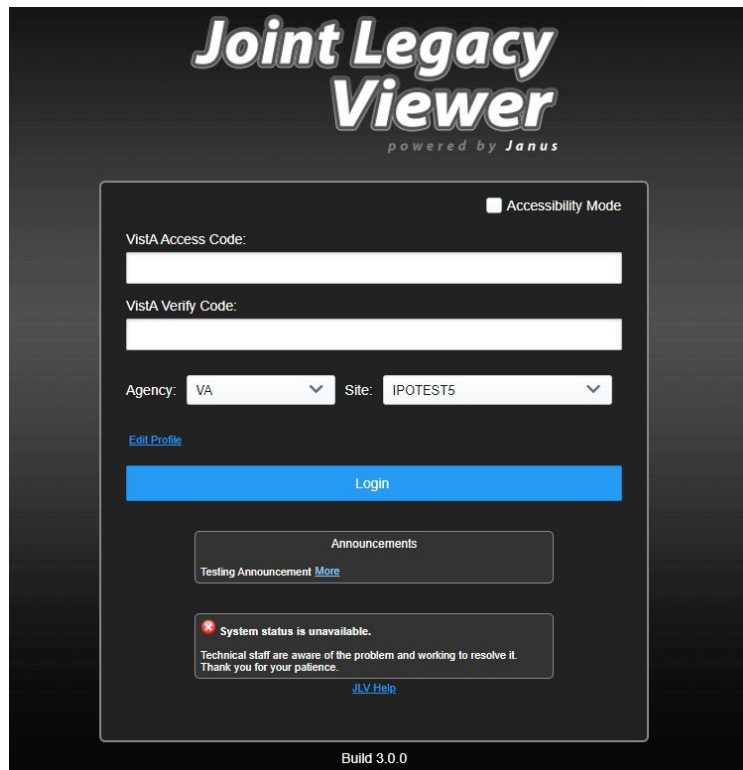 Joint Legacy
Viewer
powered by Janus
Accessibility Mode
VistA Access Code:
VistA Verify Code:
Agency: VA Site: IPOTEST5
Edit Profile
Login
Announcements
Testing Announcement More
System status is unavailable.
Technical staff are aware of the problem and working to resolve it.
Thank you for your patience.
JLV Help
Build 3.0.0